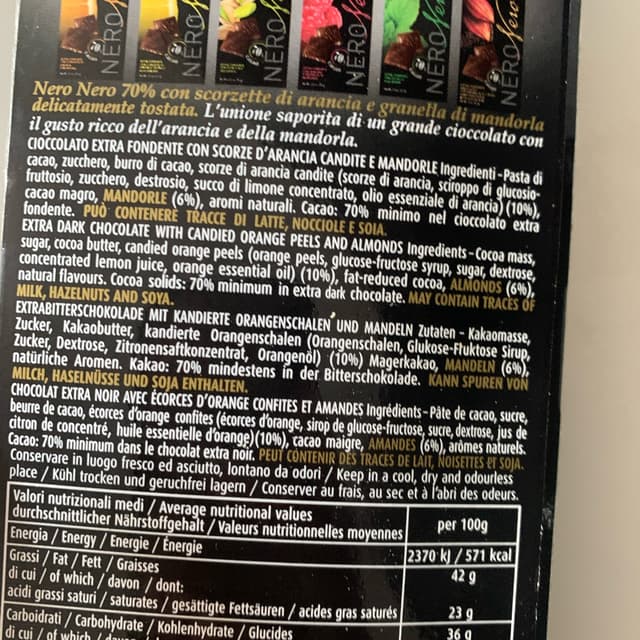 NERO Nero NERO Nero NERO Nero NERO Nero NERO Nero NERO Nero
Nero Nero 70% con scorzette di arancia e granella di mandorla
delicatamente tostata. L'unione saporita di un grande cioccolato con
il gusto ricco dell'arancia e della mandorla.
CIOCCOLATO EXTRA FONDENTE CON SCORZE D'ARANCIA CANDITE E MANDORLE Ingredienti - Pasta di
cacao, zucchero, burro di cacao, scorze di arancia candite (scorze di arancia, sciroppo di glucosio-
fruttosio, zucchero, destrosio, succo di limone concentrato, olio essenziale di arancia) (10%),
cacao magro, MANDORLE (6%), aromi naturali. Cacao: 70% minimo nel cioccolato extra
fondente. PUÒ CONTENERE TRACCE DI LATTE, NOCCIOLE E SOIA.
EXTRA DARK CHOCOLATE WITH CANDIED ORANGE PEELS AND ALMONDS Ingredients - Cocoa mass,
sugar, cocoa butter, candied orange peels (orange peels, glucose-fructose syrup, sugar, dextrose,
concentrated lemon juice, orange essential oil) (10%), fat-reduced cocoa, ALMONDS (6%),
natural flavours. Cocoa solids: 70% minimum in extra dark chocolate. MAY CONTAIN TRACES OF
MILK, HAZELNUTS AND SOYA.
EXTRABITTERSCHOKOLADE MIT KANDIERTE ORANGENSCHALEN UND MANDELN Zutaten - Kakaomasse,
Zucker, Kakaobutter, kandierte Orangenschalen (Orangenschalen, Glukose-Fluktose Sirup,
Zucker, Dextrose, Zitronensaftkonzentrat, Orangenöl) (10%) Magerkakao, MANDELN (6%),
natürliche Aromen. Kakao: 70% mindestens in der Bitterschokolade. KANN SPUREN VON
MILCH, HASELNÜSSE UND SOJA ENTHALTEN.
CHOCOLAT EXTRA NOIR AVEC ÉCORCES D'ORANGE CONFITES ET AMANDES Ingrédients - Pâte de cacao, sucre,
beurre de cacao, écorces d'orange confites (écorces d'orange, sirop de glucose-fructose, sucre, dextrose, jus de
citron de concentré, huile essentielle d'orange)(10%), cacao maigre, AMANDES (6%), arômes naturels.
Cacao: 70% minimum dans le chocolat extra noir. PEUT CONTENIR DES TRACES DE LAIT, NOISETTES ET SOJA.
Conservare in luogo fresco ed asciutto, lontano da odori / Keep in a cool, dry and odourless
place / Kühl trocken und geruchfrei lagern / Conserver au frais, au sec et à l'abri des odeurs.
Valori nutrizionali medi / Average nutritional values
durchschnittlicher Nährstoffgehalt / Valeurs nutritionnelles moyennes per 100g
Energia / Energy / Energie / Énergie 2370 kJ / 571 kcal
Grassi / Fat / Fett / Graisses 42 g
di cui / of which / davon / dont:
acidi grassi saturi / saturates / gesättigte Fettsäuren / acides gras saturés 23 g
Carboidrati / Carbohydrate / Kohlenhydrate / Glucides 36 g
di cui / of which / davon